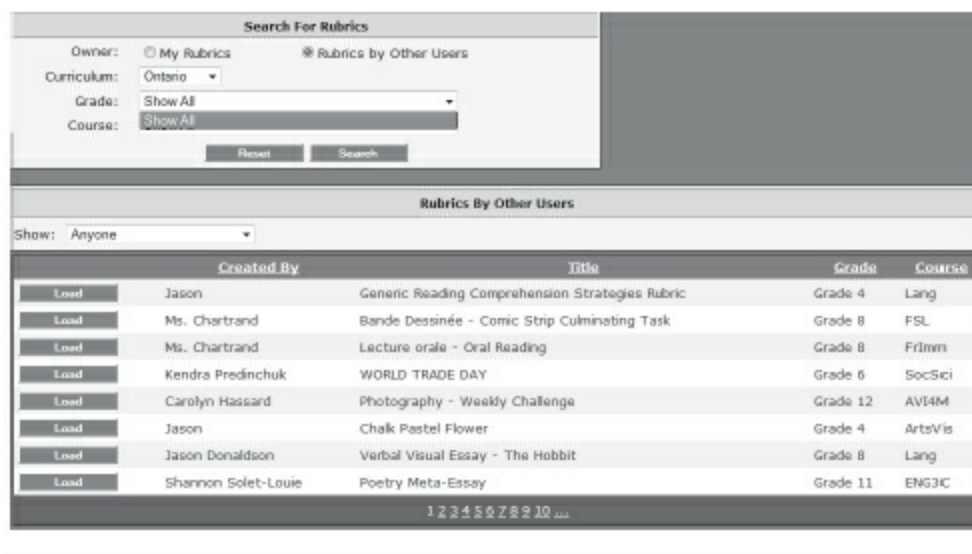 Search For Rubrics
Owner: My Rubrics Rubrics by Other Users
Curriculum: Ontario
Grade: Show All
Course: Show All
Reset Search
Rubrics By Other Users
Show: Anyone
Created By Title Grade Course
Load Jason Generic Reading Comprehension Strategies Rubric Grade 4 Lang
Load Ms. Chartrand Bande Dessinée - Comic Strip Culminating Task Grade 8 FSL
Load Ms. Chartrand Lecture orale - Oral Reading Grade 8 FrImm
Load Kendra Predinchuk WORLD TRADE DAY Grade 6 SocSci
Load Carolyn Hassard Photography - Weekly Challenge Grade 12 AVI4M
Load Jason Chalk Pastel Flower Grade 4 ArtsVis
Load Jason Donaldson Verbal Visual Essay - The Hobbit Grade 8 Lang
Load Shannon Solet-Louie Poetry Meta-Essay Grade 11 ENG3C
1 2 3 4 5 6 7 8 9 10 ...